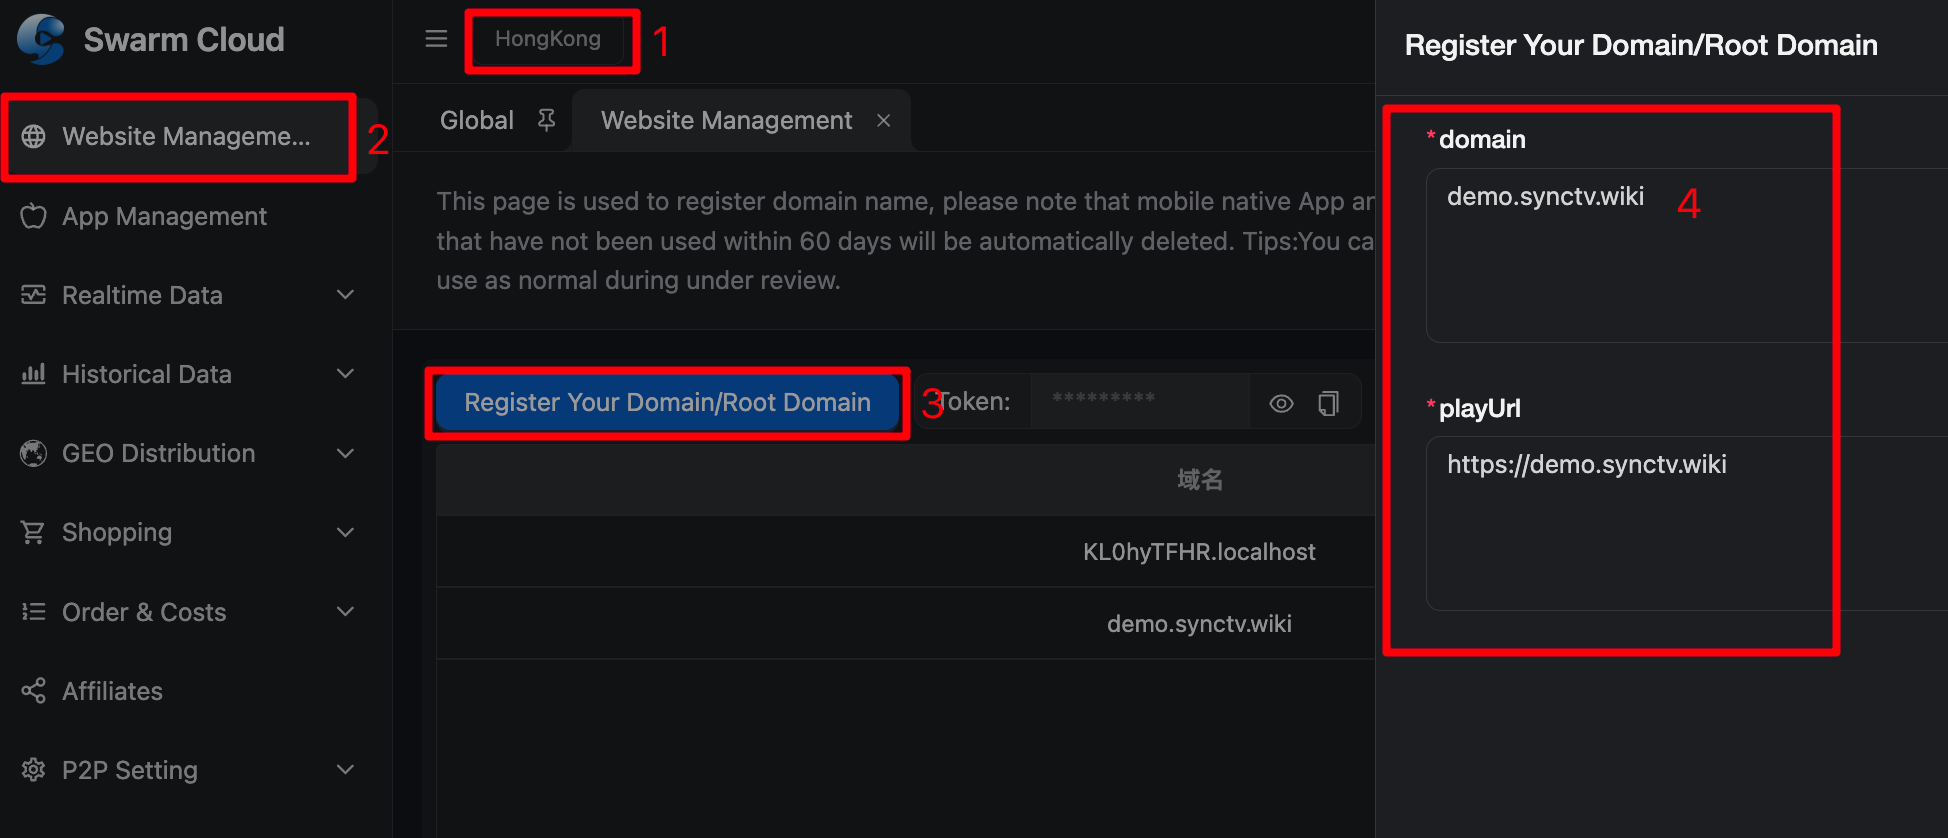 Swarm Cloud
Website Manageme...
2
App Management
Realtime Data
Historical Data
GEO Distribution
Shopping
Order & Costs
Affiliates
P2P Setting
HongKong
1
Global
Website Management
This page is used to register domain name, please note that mobile native App
that have not been used within 60 days will be automatically deleted. Tips:You
use as normal during under review.
Register Your Domain/Root Domain
3
Token:
*********
域名
KL0hyTFHR.localhost
demo.synctv.wiki
Register Your Domain/Root Domain
*domain
demo.synctv.wiki
4
*playUrl
https://demo.synctv.wiki